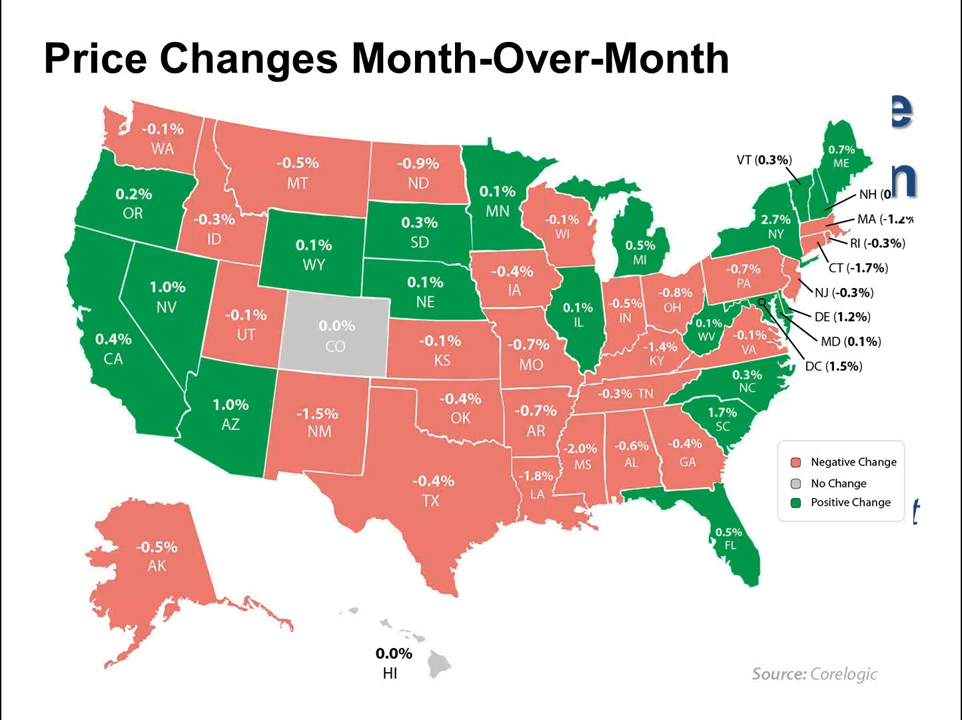 Price Changes Month-Over-Month
e
n
t
-0.1%
WA
0.2%
OR
0.4%
CA
1.0%
NV
-0.3%
ID
-0.5%
MT
0.1%
WY
-0.1%
UT
1.0%
AZ
0.0%
CO
-1.5%
NM
-0.9%
ND
0.3%
SD
0.1%
NE
-0.1%
KS
-0.4%
OK
-0.4%
TX
0.1%
MN
-0.4%
IA
-0.7%
MO
-0.7%
AR
-1.8%
LA
-0.1%
WI
0.1%
IL
0.5%
MI
-0.5%
IN
-0.8%
OH
-1.4%
KY
-0.3% TN
-2.0%
MS
-0.6%
AL
-0.4%
GA
0.5%
FL
1.7%
SC
0.3%
NC
-0.1%
VA
0.1%
WV
-0.7%
PA
2.7%
NY
0.7%
ME
VT (0.3%)
NH (0
MA (-1.2%
RI (-0.3%)
CT (-1.7%)
NJ (-0.3%)
DE (1.2%)
MD (0.1%)
DC (1.5%)
-0.5%
AK
0.0%
HI
Negative Change
No Change
Positive Change
Source: Corelogic